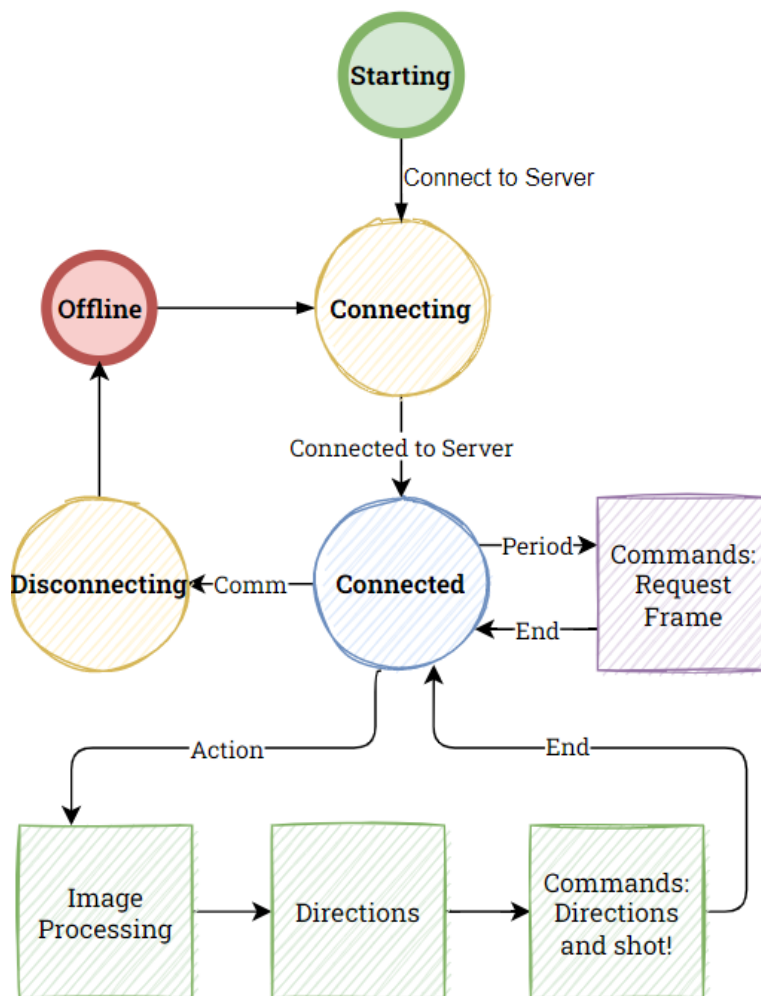 Starting
Connect to Server
Offline
Connecting
Connected to Server
Disconnecting
Comm
Connected
Period
End
Commands:
Request
Frame
Action
End
Image
Processing
Directions
Commands:
Directions
and shot!